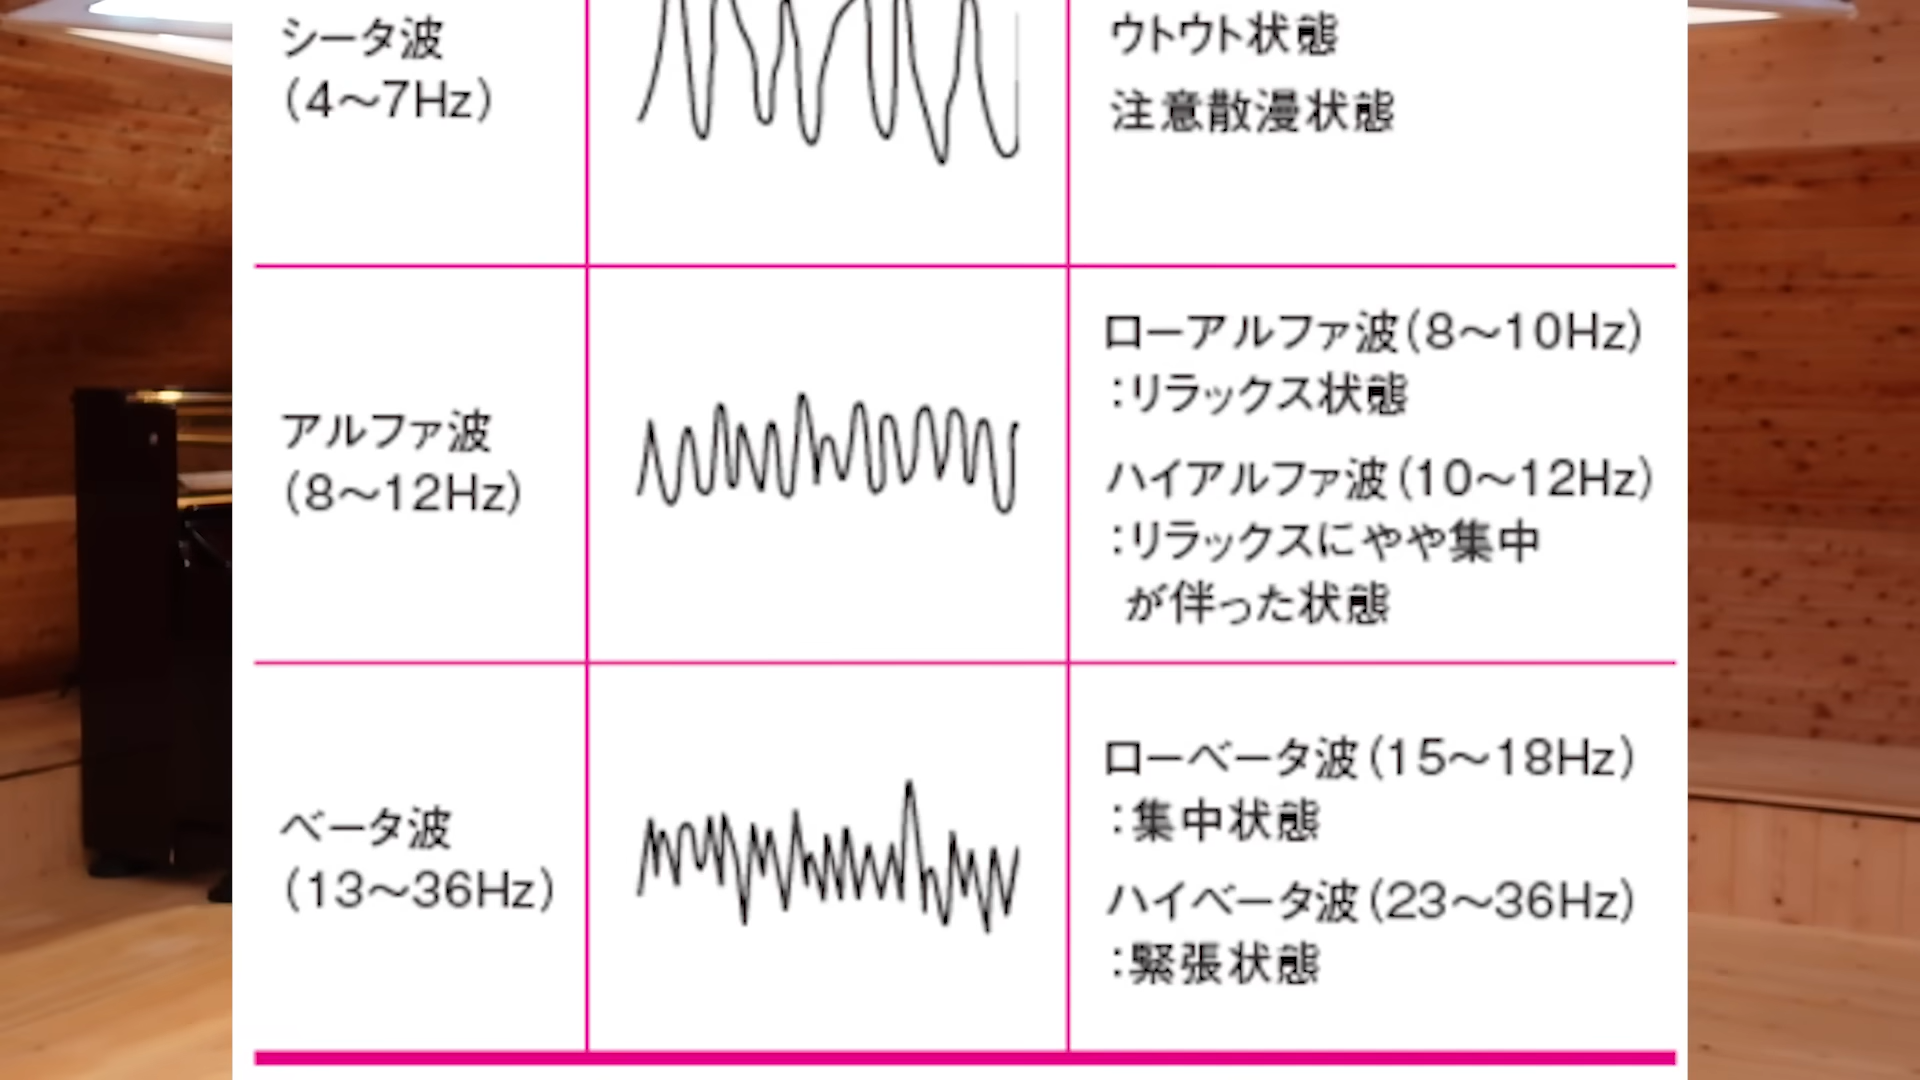 シータ波
(4〜7Hz)
ウトウト状態
注意散漫状態
アルファ波
(8〜12Hz)
ローアルファ波(8〜10Hz)
:リラックス状態
ハイアルファ波(10〜12Hz)
:リラックスにやや集中
が伴った状態
ベータ波
(13〜36Hz)
ローベータ波(15〜18Hz)
:集中状態
ハイベータ波(23〜36Hz)
:緊張状態